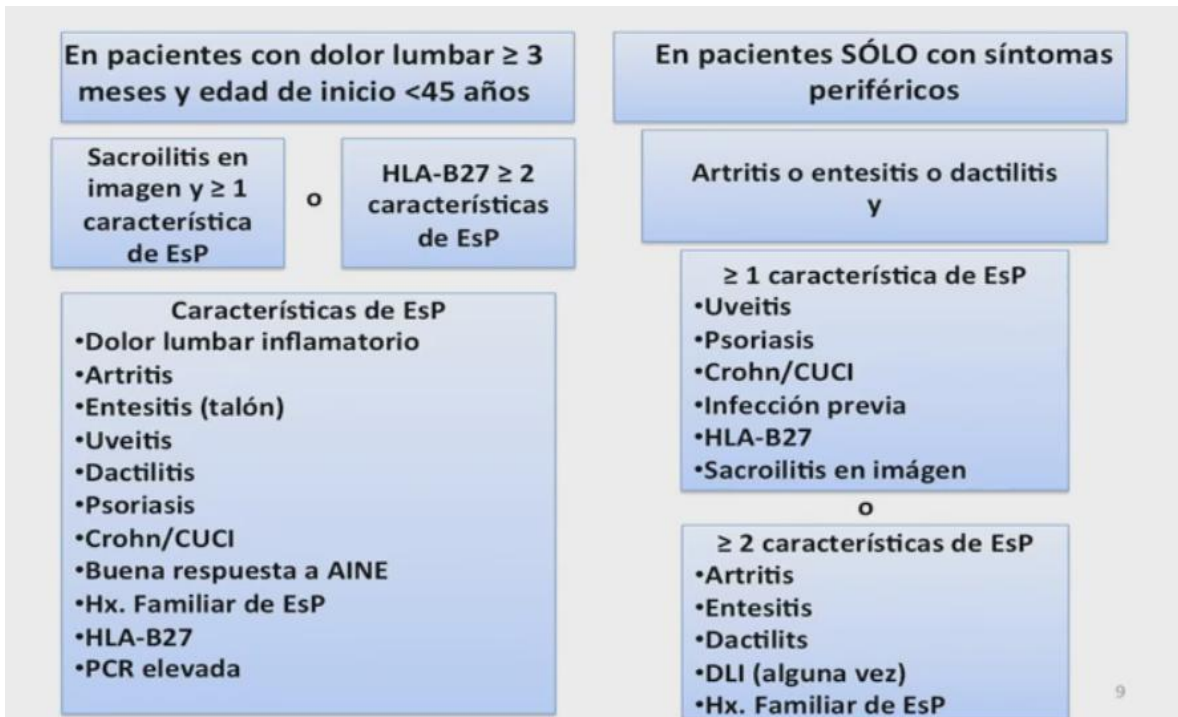 En pacientes con dolor lumbar ≥ 3
meses y edad de inicio <45 años
Sacroilitis en
imagen y ≥ 1
característica
de EsP
o
HLA-B27 ≥ 2
características
de EsP
Características de EsP
•Dolor lumbar inflamatorio
•Artritis
•Entesitis (talón)
•Uveitis
•Dactilitis
•Psoriasis
•Crohn/CUCI
•Buena respuesta a AINE
•Hx. Familiar de EsP
•HLA-B27
•PCR elevada
En pacientes SÓLO con síntomas
periféricos
Artritis o entesitis o dactilitis
y
≥ 1 característica de EsP
•Uveitis
•Psoriasis
•Crohn/CUCI
•Infección previa
•HLA-B27
•Sacroilitis en imágen
o
≥ 2 características de EsP
•Artritis
•Entesitis
•Dactilits
•DLI (alguna vez)
•Hx. Familiar de EsP
9